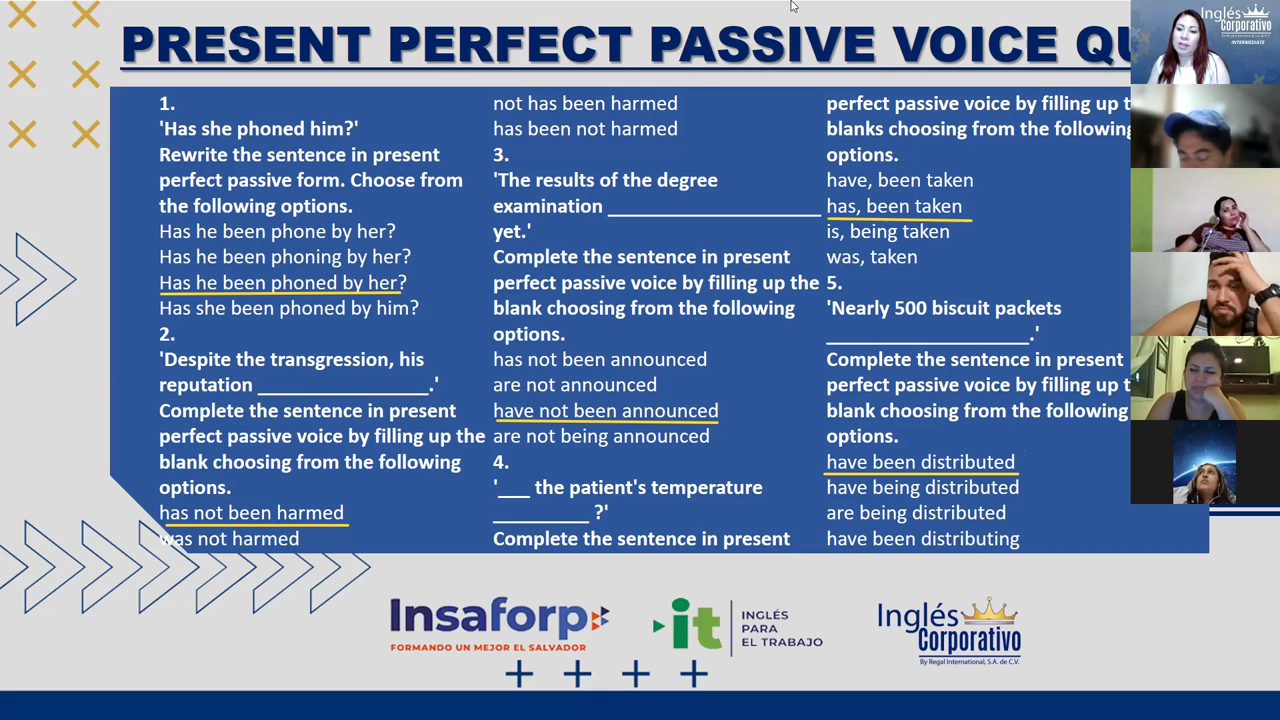 PRESENT PERFECT PASSIVE VOICE QU
1.
'Has she phoned him?'
Rewrite the sentence in present
perfect passive form. Choose from
the following options.
Has he been phone by her?
Has he been phoning by her?
Has he been phoned by her?
Has she been phoned by him?
2.
'Despite the transgression, his
reputation ________________.'
Complete the sentence in present
perfect passive voice by filling up the
blank choosing from the following
options.
has not been harmed
was not harmed
not has been harmed
has been not harmed
3.
'The results of the degree
examination ____________________
yet.'
Complete the sentence in present
perfect passive voice by filling up the
blank choosing from the following
options.
has not been announced
are not announced
have not been announced
are not being announced
4.
'___ the patient's temperature
_________ ?'
Complete the sentence in present
perfect passive voice by filling up t
blanks choosing from the following
options.
have, been taken
has, been taken
is, being taken
was, taken
5.
'Nearly 500 biscuit packets
___________________.'
Complete the sentence in present
perfect passive voice by filling up t
blank choosing from the following
options.
have been distributed
have being distributed
are being distributed
have been distributing
Inglés
Corporativo
INTERMEDIATE
Insaforp
FORMANDO UN MEJOR EL SALVADOR
it
INGLÉS
PARA
EL TRABAJO
Inglés
Corporativo
By Regal International, S.A. de C.V.